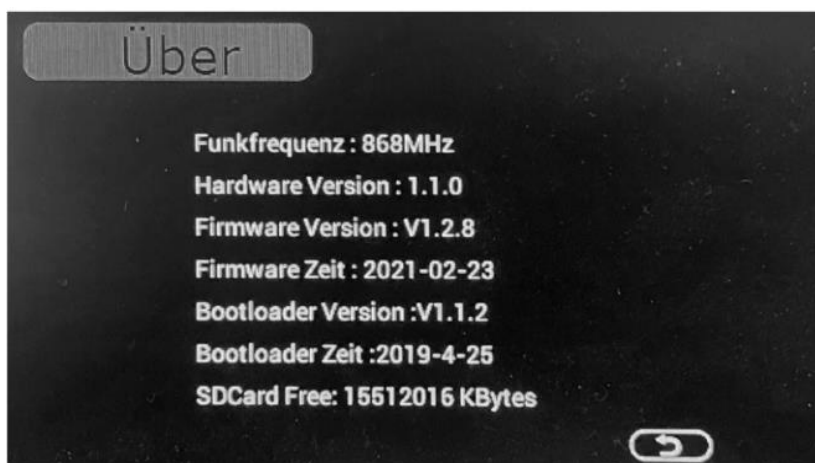 Über
Funkfrequenz : 868MHz
Hardware Version : 1.1.0
Firmware Version : V1.2.8
Firmware Zeit : 2021-02-23
Bootloader Version :V1.1.2
Bootloader Zeit :2019-4-25
SDCard Free: 15512016 KBytes